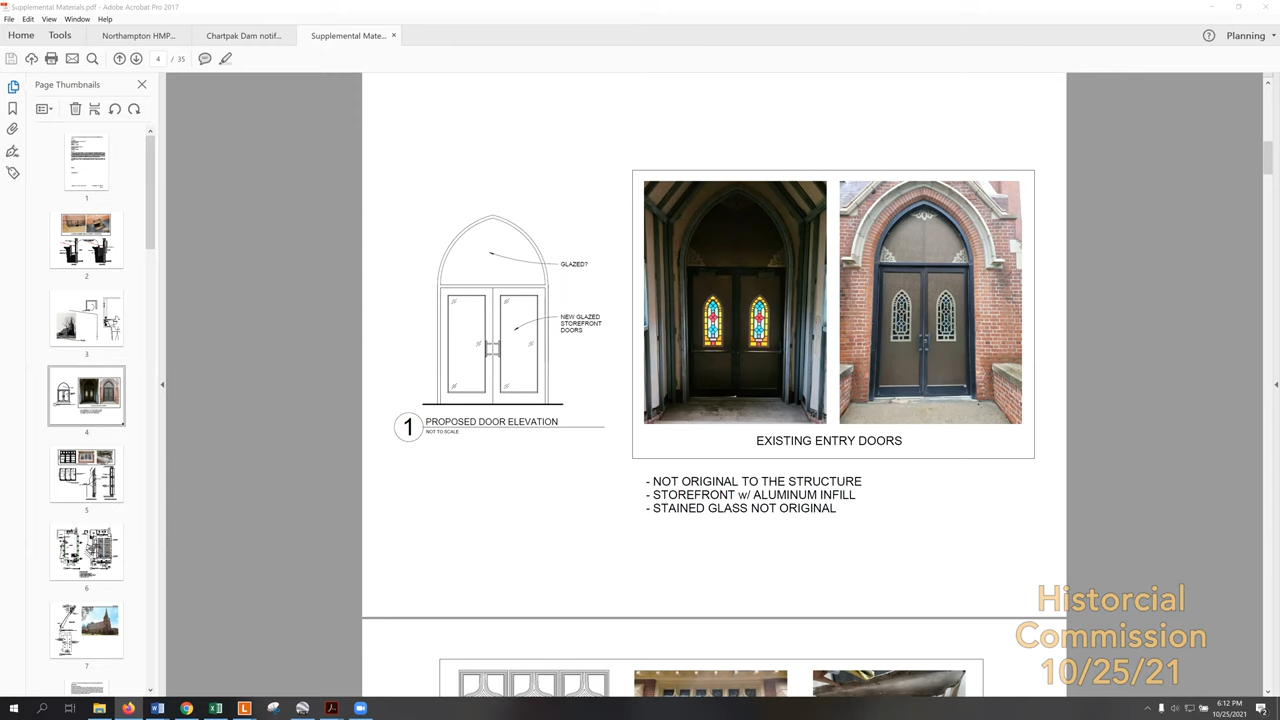 Supplemental Materials.pdf - Adobe Acrobat Pro 2017
File Edit View Window Help
Home Tools Northampton HMP... Chartpak Dam notif... Supplemental Mate... × Planning
4 / 35
Page Thumbnails
1
2
3
4
5
6
7
GLAZED?
NEW GLAZED
STOREFRONT
DOORS
1 PROPOSED DOOR ELEVATION
NOT TO SCALE
EXISTING ENTRY DOORS
- NOT ORIGINAL TO THE STRUCTURE
- STOREFRONT w/ ALUMINUM INFILL
- STAINED GLASS NOT ORIGINAL
Historcial
Commission
10/25/21
6:12 PM
10/25/2021